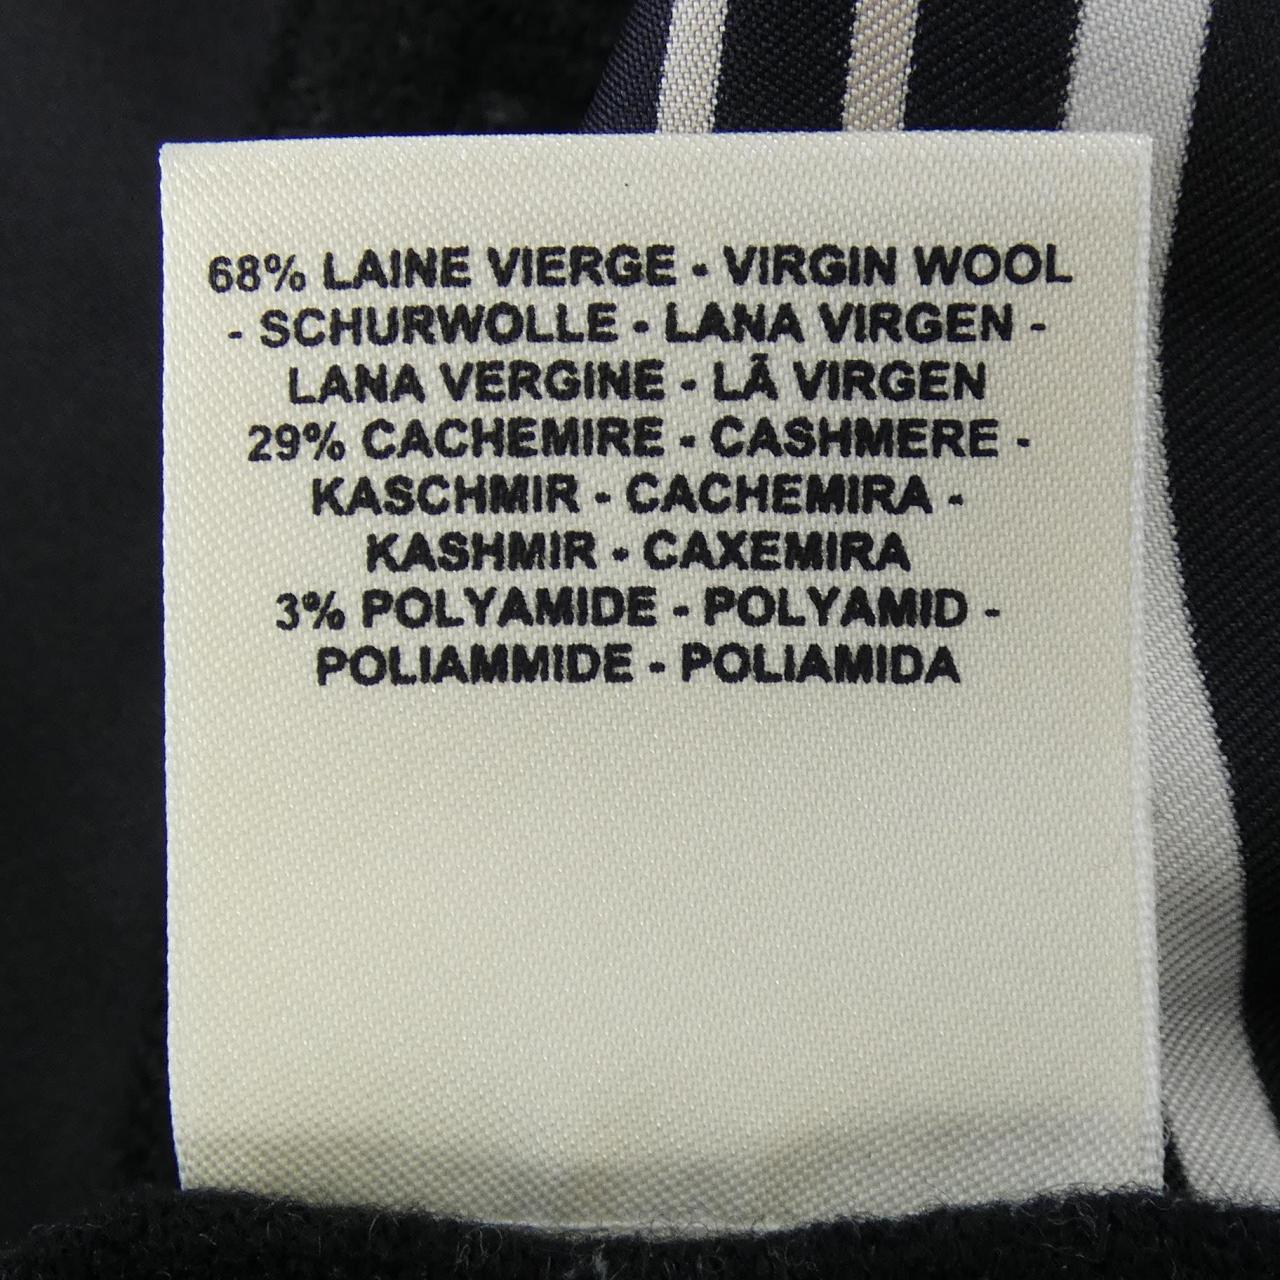 68% LAINE VIERGE - VIRGIN WOOL
- SCHURWOLLE - LANA VIRGEN -
LANA VERGINE - LÃ VIRGEN
29% CACHEMIRE - CASHMERE -
KASCHMIR - CACHEMIRA -
KASHMIR - CAXEMIRA
3% POLYAMIDE - POLYAMID -
POLIAMMIDE - POLIAMIDA